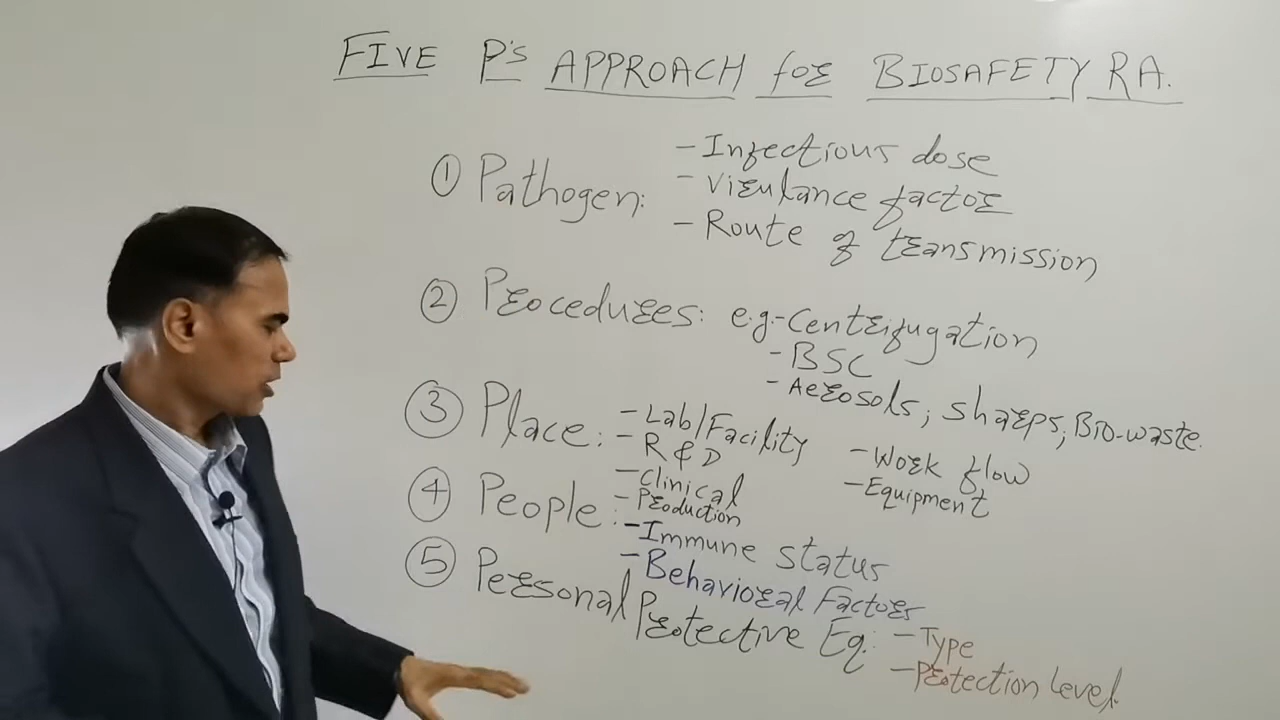 FIVE P's APPROACH for BIOSAFETY RA.
① Pathogen: - Infectious dose
- Virulance factor
- Route of transmission
② Procedures: e.g.- Centrifugation
- BSC
- Aerosols, sharps, Bio-waste.
③ Place: - Lab/Facility
- R & D
- Clinical
- Production
- Work flow
- Equipment
④ People: - Immune status
- Behavioral Factors
⑤ Personal Protective Eq: - Type
- Protection level.